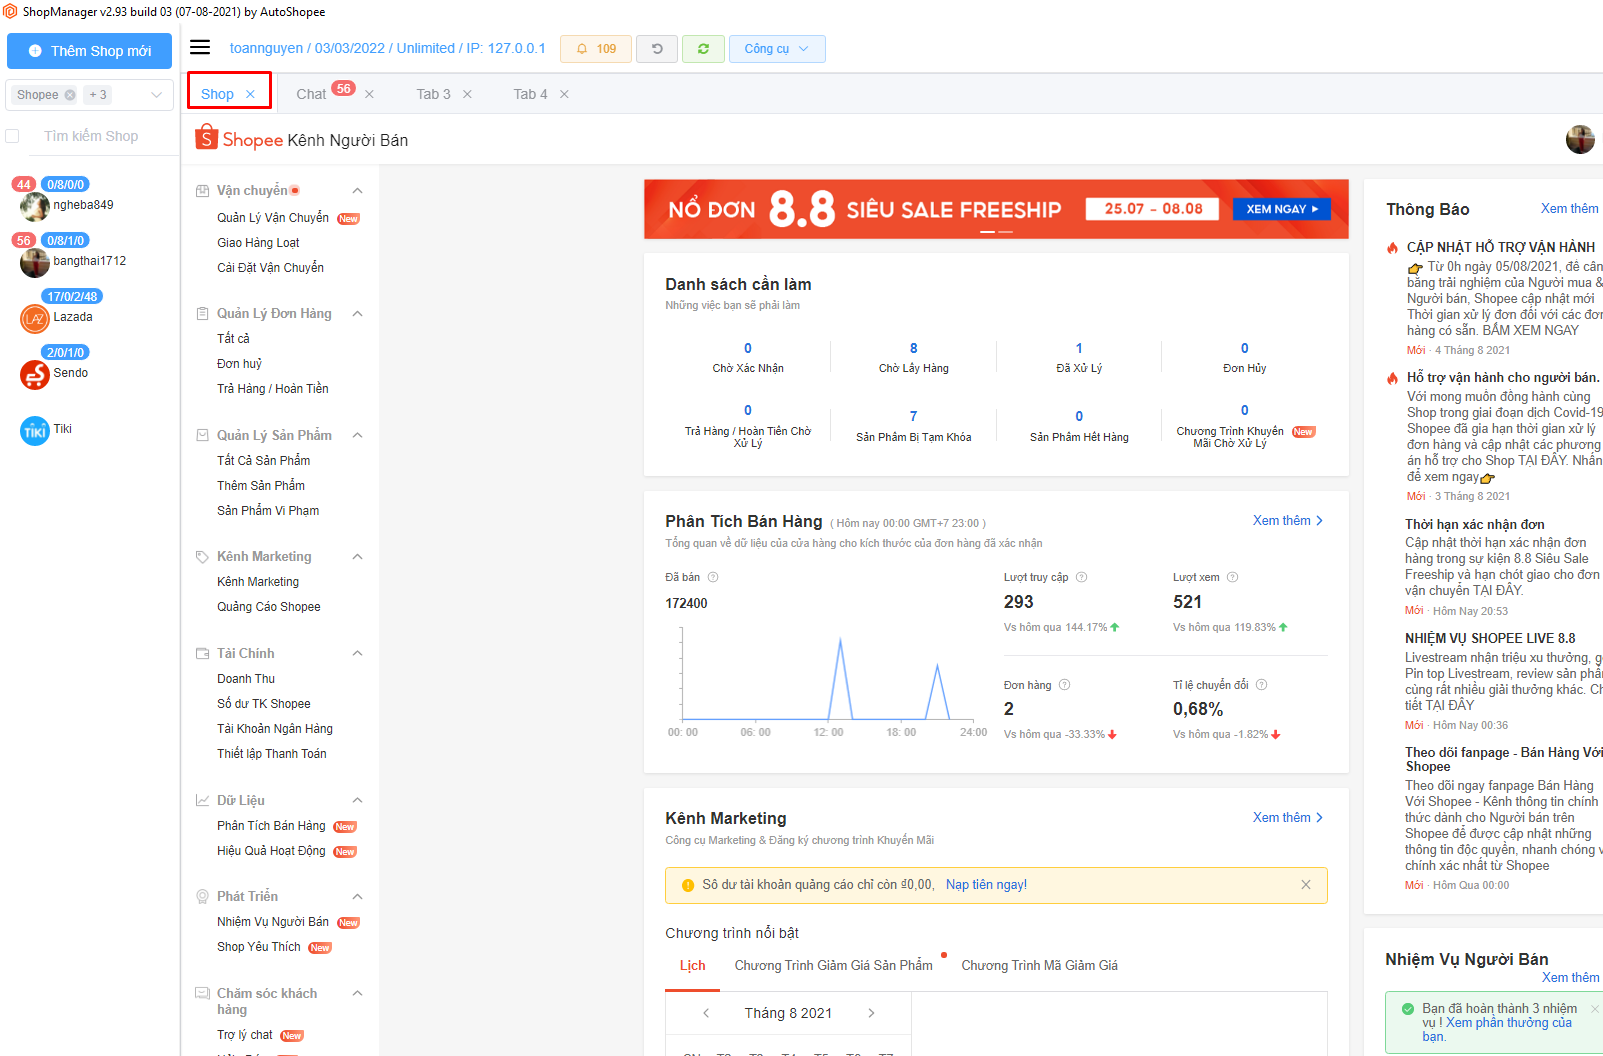 ShopManager v2.93 build 03 (07-08-2021) by AutoShopee
Thêm Shop mới
toannguyen / 03/03/2022 / Unlimited / IP: 127.0.0.1
109
Công cụ
Shopee
+ 3
Shop
Chat
56
Tab 3
Tab 4
Tìm kiếm Shop
44
0/8/0/0
ngheba849
56
0/8/1/0
bangthai1712
17/0/2/48
LAZ
Lazada
2/0/1/0
Sendo
TIKI
Tiki
Shopee Kênh Người Bán
Vận chuyển
Quản Lý Vận Chuyển New
Giao Hàng Loạt
Cài Đặt Vận Chuyển
Quản Lý Đơn Hàng
Tất cả
Đơn huỷ
Trả Hàng / Hoàn Tiền
Quản Lý Sản Phẩm
Tất Cả Sản Phẩm
Thêm Sản Phẩm
Sản Phẩm Vi Phạm
Kênh Marketing
Kênh Marketing
Quảng Cáo Shopee
Tài Chính
Doanh Thu
Số dư TK Shopee
Tài Khoản Ngân Hàng
Thiết lập Thanh Toán
Dữ Liệu
Phân Tích Bán Hàng New
Hiệu Quả Hoạt Động New
Phát Triển
Nhiệm Vụ Người Bán New
Shop Yêu Thích New
Chăm sóc khách
hàng
Trợ lý chat New
NỔ ĐƠN 8.8 SIÊU SALE FREESHIP
25.07 - 08.08
XEM NGAY
Danh sách cần làm
Những việc bạn sẽ phải làm
0
Chờ Xác Nhận
8
Chờ Lấy Hàng
1
Đã Xử Lý
0
Đơn Hủy
0
Trả Hàng / Hoàn Tiền Chờ
Xử Lý
7
Sản Phẩm Bị Tạm Khóa
0
Sản Phẩm Hết Hàng
0
Chương Trình Khuyến
Mãi Chờ Xử Lý
New
Phân Tích Bán Hàng ( Hôm nay 00:00 GMT+7 23:00 )
Xem thêm
Tổng quan về dữ liệu của cửa hàng cho kích thước của đơn hàng đã xác nhận
Đã bán
172400
00: 00
06: 00
12: 00
18: 00
24:00
Lượt truy cập
293
Vs hôm qua 144.17%
Lượt xem
521
Vs hôm qua 119.83%
Đơn hàng
2
Vs hôm qua -33.33%
Tỉ lệ chuyển đổi
0,68%
Vs hôm qua -1.82%
Kênh Marketing
Xem thêm
Công cụ Marketing & Đăng ký chương trình Khuyến Mãi
Số dư tài khoản quảng cáo chỉ còn ₫0,00, Nạp tiền ngay!
Chương trình nổi bật
Lịch
Chương Trình Giảm Giá Sản Phẩm
Chương Trình Mã Giảm Giá
Tháng 8 2021
CN T2 T3 T4 T5 T6 T7
Thông Báo
Xem thêm
CẬP NHẬT HỖ TRỢ VẬN HÀNH
Từ 0h ngày 05/08/2021, để cân
bằng trải nghiệm của Người mua &
Người bán, Shopee cập nhật mới
Thời gian xử lý đơn đối với các đơn
hàng có sẵn. BẤM XEM NGAY
Mới · 4 Tháng 8 2021
Hỗ trợ vận hành cho người bán.
Với mong muốn đồng hành cùng
Shop trong giai đoạn dịch Covid-19
Shopee đã gia hạn thời gian xử lý
đơn hàng và cập nhật các phương
án hỗ trợ cho Shop TẠI ĐÂY. Nhấn
để xem ngay
Mới · 3 Tháng 8 2021
Thời hạn xác nhận đơn
Cập nhật thời hạn xác nhận đơn
hàng trong sự kiện 8.8 Siêu Sale
Freeship và hạn chót giao cho đơn
vận chuyển TẠI ĐÂY.
Mới · Hôm Nay 20:53
NHIỆM VỤ SHOPEE LIVE 8.8
Livestream nhận triệu xu thưởng, g
Pin top Livestream, review sản phẩm
cùng rất nhiều giải thưởng khác. Ch
tiết TẠI ĐÂY
Mới · Hôm Nay 00:36
Theo dõi fanpage - Bán Hàng Với
Shopee
Theo dõi ngay fanpage Bán Hàng
Với Shopee - Kênh thông tin chính
thức dành cho Người bán trên
Shopee để được cập nhật những
thông tin độc quyền, nhanh chóng v
chính xác nhất từ Shopee
Mới · Hôm Qua 00:00
Nhiệm Vụ Người Bán
Xem thêm
Bạn đã hoàn thành 3 nhiệm
vụ ! Xem phần thưởng của
bạn.